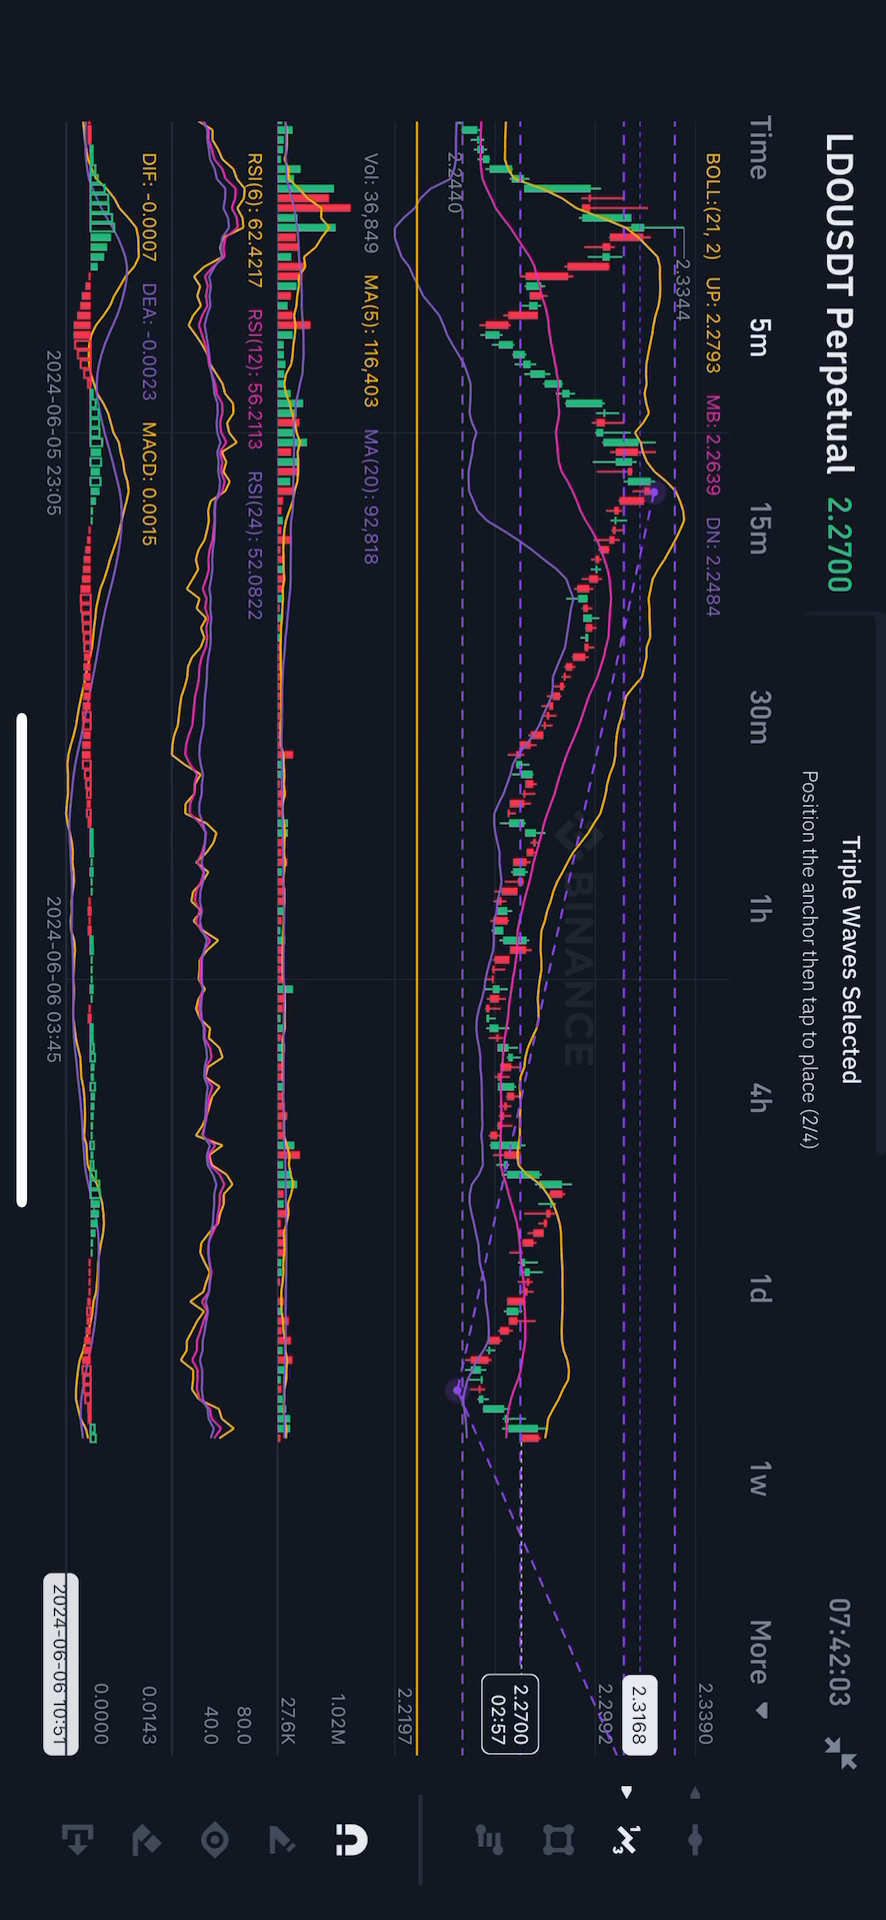 LDOUSDT Perpetual 2.2700
Triple Waves Selected
Position the anchor then tap to place (2/4)
07:42:03
Time 5m 15m 30m 1h 4h 1d 1w More
BOLL:(21, 2) UP: 2.2793 MB: 2.2639 DN: 2.2484
2.3390
2.3344
2.3168
2.2992
2.2700
02:57
2.2440
BINANCE
2.2197
Vol: 36,849 MA(5): 116,403 MA(20): 92,818
1.02M
27.6K
RSI(6): 62.4217 RSI(12): 56.2113 RSI(24): 52.0822
80.0
40.0
DIF: -0.0007 DEA: -0.0023 MACD: 0.0015
0.0143
0.0000
2024-06-05 23:05
2024-06-06 03:45
2024-06-06 10:51
1
3